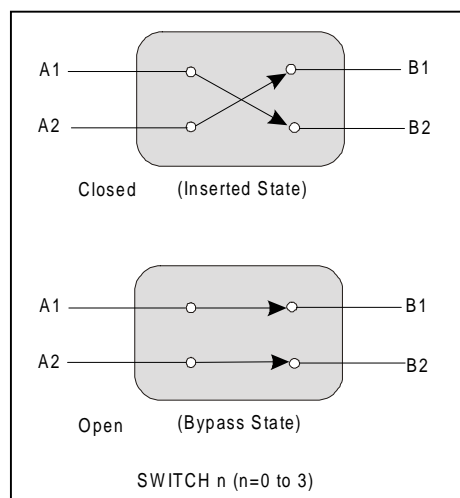 A1 B1
A2 B2
Closed (Inserted State)
A1 B1
A2 B2
Open (Bypass State)
SWITCH n (n=0 to 3)